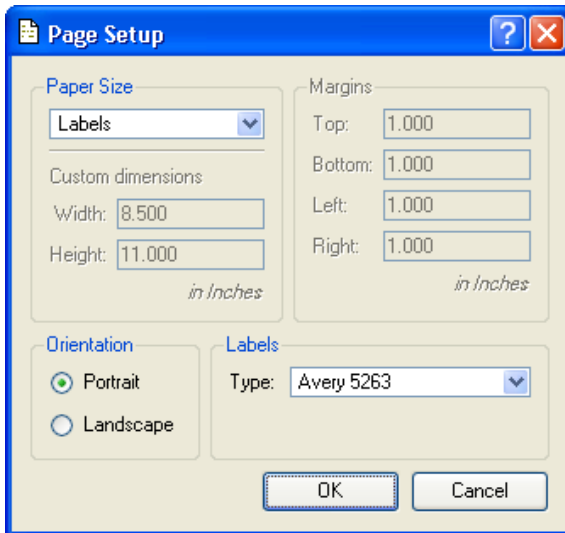 Page Setup
Paper Size
Labels
Custom dimensions
Width: 8.500
Height: 11.000
in Inches
Margins
Top: 1.000
Bottom: 1.000
Left: 1.000
Right: 1.000
in Inches
Orientation
Portrait
Landscape
Labels
Type: Avery 5263
OK Cancel